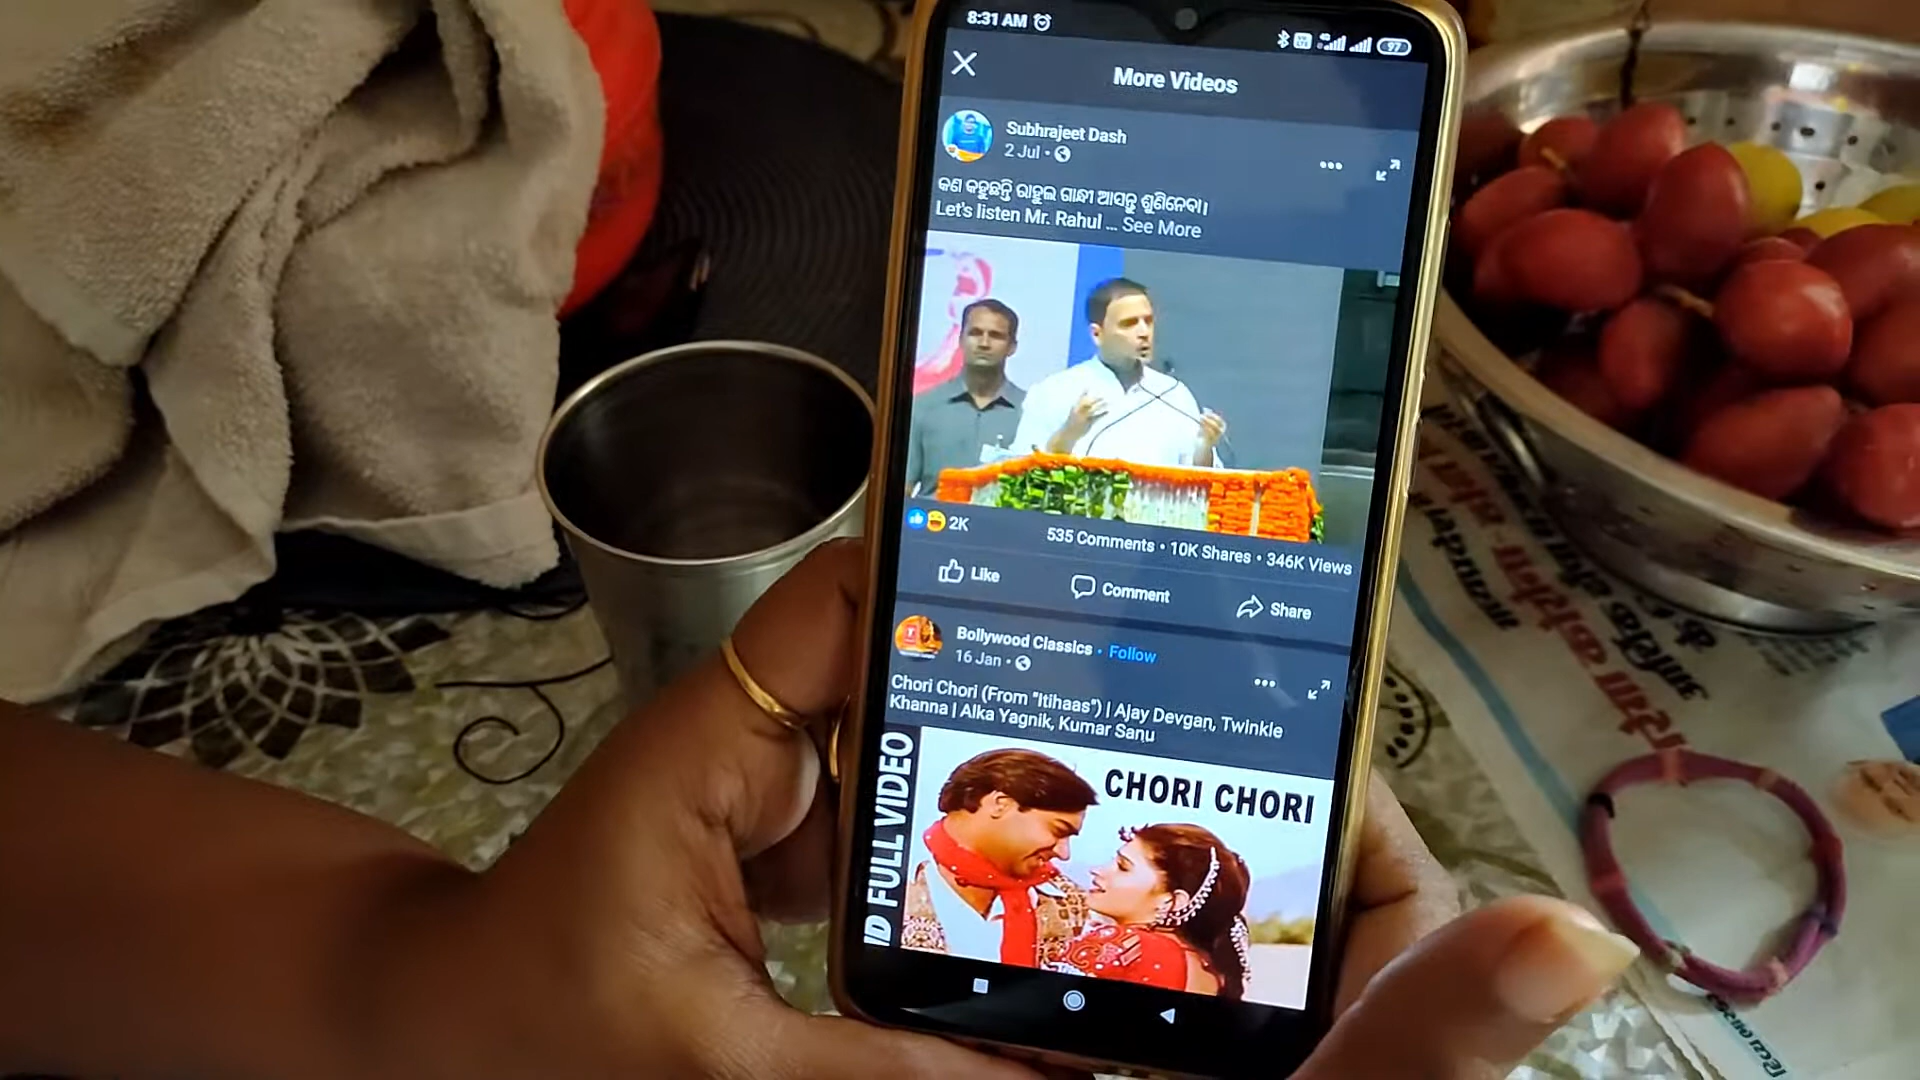 8:31 AM
4G
97
More Videos
Subhrajeet Dash
2 Jul •
କଣ କହୁଛନ୍ତି ରାହୁଲ ଗାନ୍ଧୀ ଆସନ୍ତୁ ଶୁଣିନେବା।
Let's listen Mr. Rahul ... See More
2K
535 Comments • 10K Shares • 346K Views
Like
Comment
Share
Bollywood Classics • Follow
16 Jan •
Chori Chori (From "Itihaas") | Ajay Devgan, Twinkle
Khanna | Alka Yagnik, Kumar Sanu
CHORI CHORI
FULL VIDEO